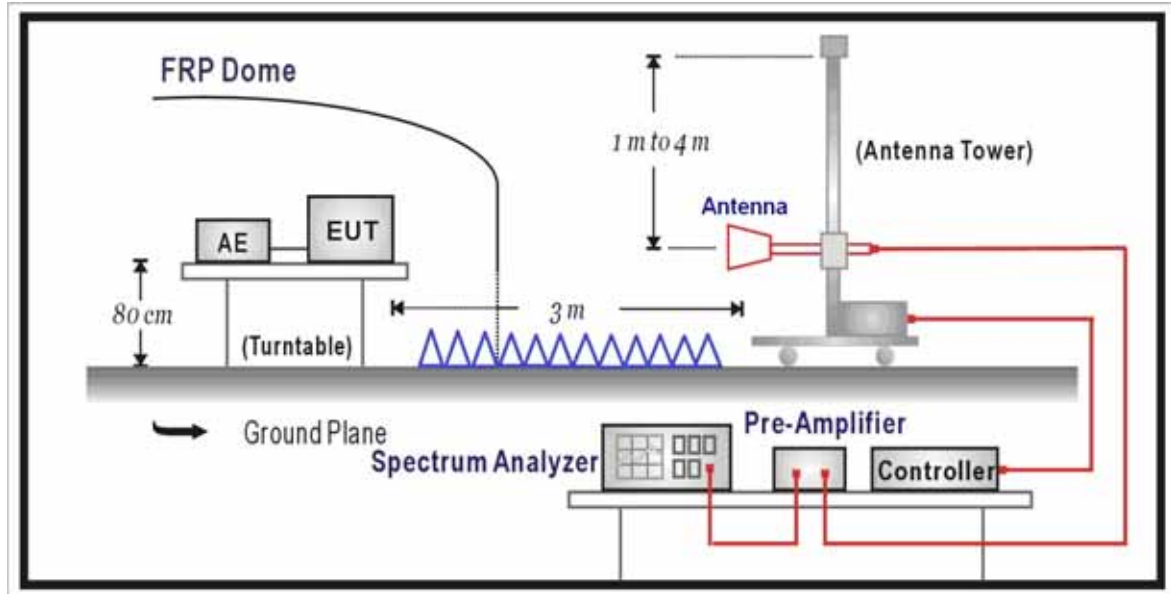 FRP Dome
1 m to 4 m
(Antenna Tower)
Antenna
AE
EUT
80 cm
(Turntable)
3 m
Ground Plane
Spectrum Analyzer
Pre-Amplifier
Controller